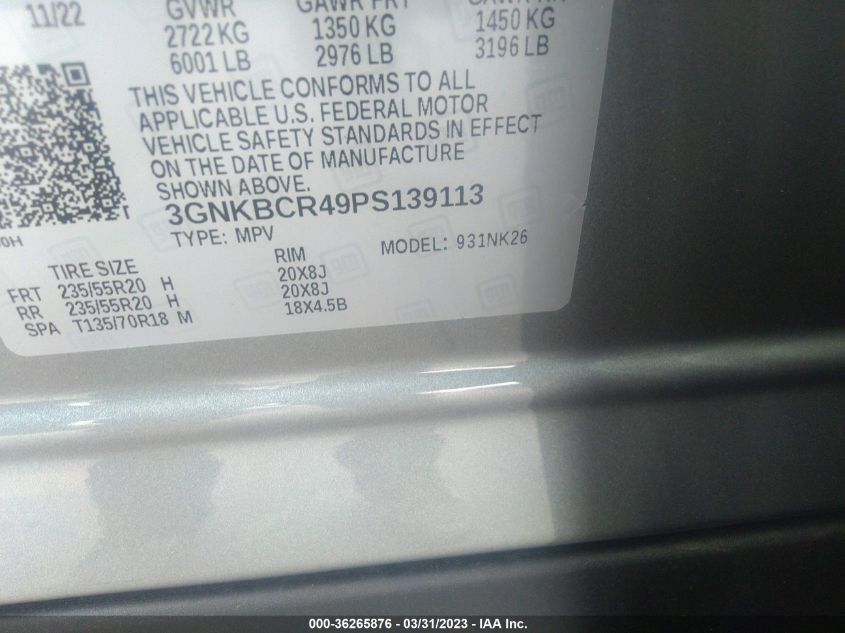 11/22
GVWR GAWR FRT GAWR RR
2722 KG 1350 KG 1450 KG
6001 LB 2976 LB 3196 LB
THIS VEHICLE CONFORMS TO ALL
APPLICABLE U.S. FEDERAL MOTOR
VEHICLE SAFETY STANDARDS IN EFFECT
ON THE DATE OF MANUFACTURE
SHOWN ABOVE.
3GNKBCR49PS139113
TYPE: MPV MODEL: 931NK26
TIRE SIZE RIM
FRT 235/55R20 H 20X8J
RR 235/55R20 H 20X8J
SPA T135/70R18 M 18X4.5B
000-36265876 - 03/31/2023 - IAA Inc.